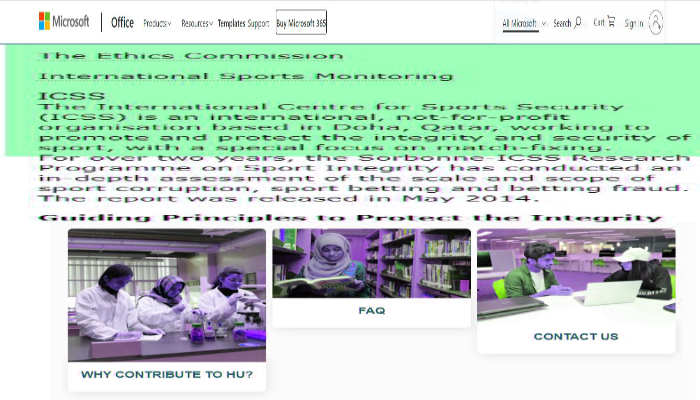 Microsoft Office Products Resources Templates Support Buy Microsoft 365 All Microsoft Search Cart Sign in
The Ethics Commission
International Sports Monitoring
ICSS
The International Centre for Sports Security
(ICSS) is an international, not-for-profit
organisation based in Doha, Qatar, working to
promote and protect the integrity and security of
sport, with a special focus on match-fixing.
For over two years, the Sorbonne-ICSS Research
Programme on Sport Integrity has conducted an
in-depth assessment of the scale and scope of
sport corruption, sport betting and betting fraud.
The report was released in May 2014.
Guiding Principles to Protect the Integrity
FAQ
CONTACT US
WHY CONTRIBUTE TO HU?